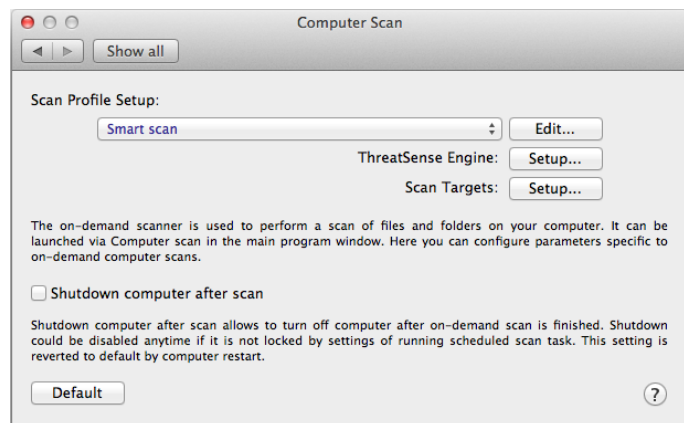 Computer Scan
Show all
Scan Profile Setup:
Smart scan
Edit...
ThreatSense Engine:
Setup...
Scan Targets:
Setup...
The on-demand scanner is used to perform a scan of files and folders on your computer. It can be
launched via Computer scan in the main program window. Here you can configure parameters specific to
on-demand computer scans.
Shutdown computer after scan
Shutdown computer after scan allows to turn off computer after on-demand scan is finished. Shutdown
could be disabled anytime if it is not locked by settings of running scheduled scan task. This setting is
reverted to default by computer restart.
Default
?